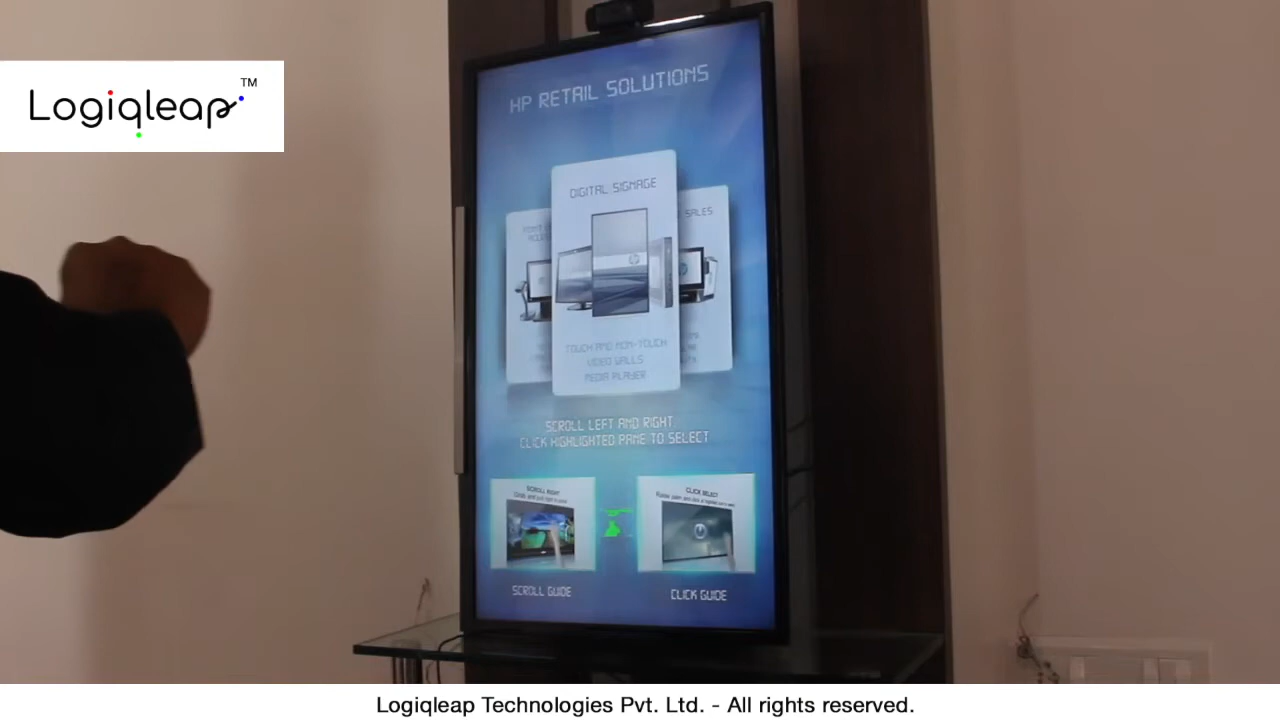 Logiqleap™
HP RETAIL SOLUTIONS
DIGITAL SIGNAGE
SALES
TOUCH AND NON-TOUCH
VIDEO WALLS
MEDIA PLAYER
SCROLL LEFT AND RIGHT,
CLICK HIGHLIGHTED PANE TO SELECT
SCROLL RIGHT
CLICK SELECT
SCROLL GUIDE
CLICK GUIDE
Logiqleap Technologies Pvt. Ltd. - All rights reserved.